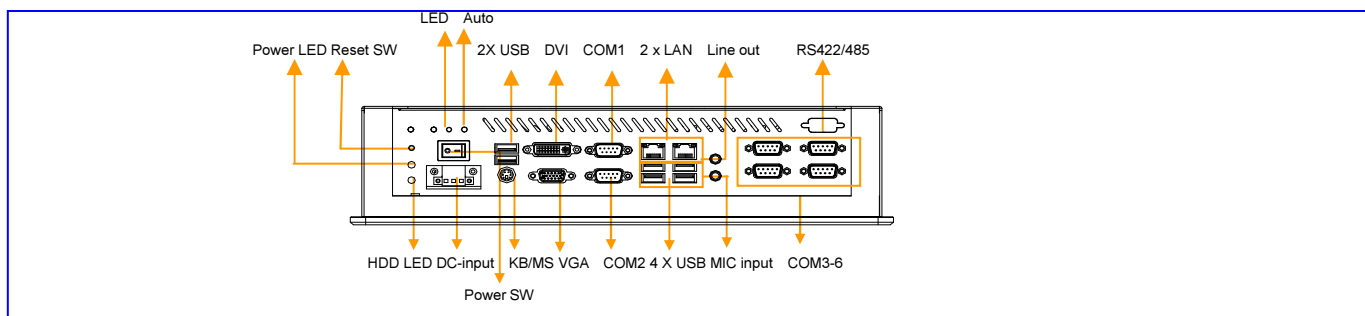 LED Auto
Power LED Reset SW 2X USB DVI COM1 2 x LAN Line out RS422/485
HDD LED DC-input KB/MS VGA COM2 4 X USB MIC input COM3-6
Power SW